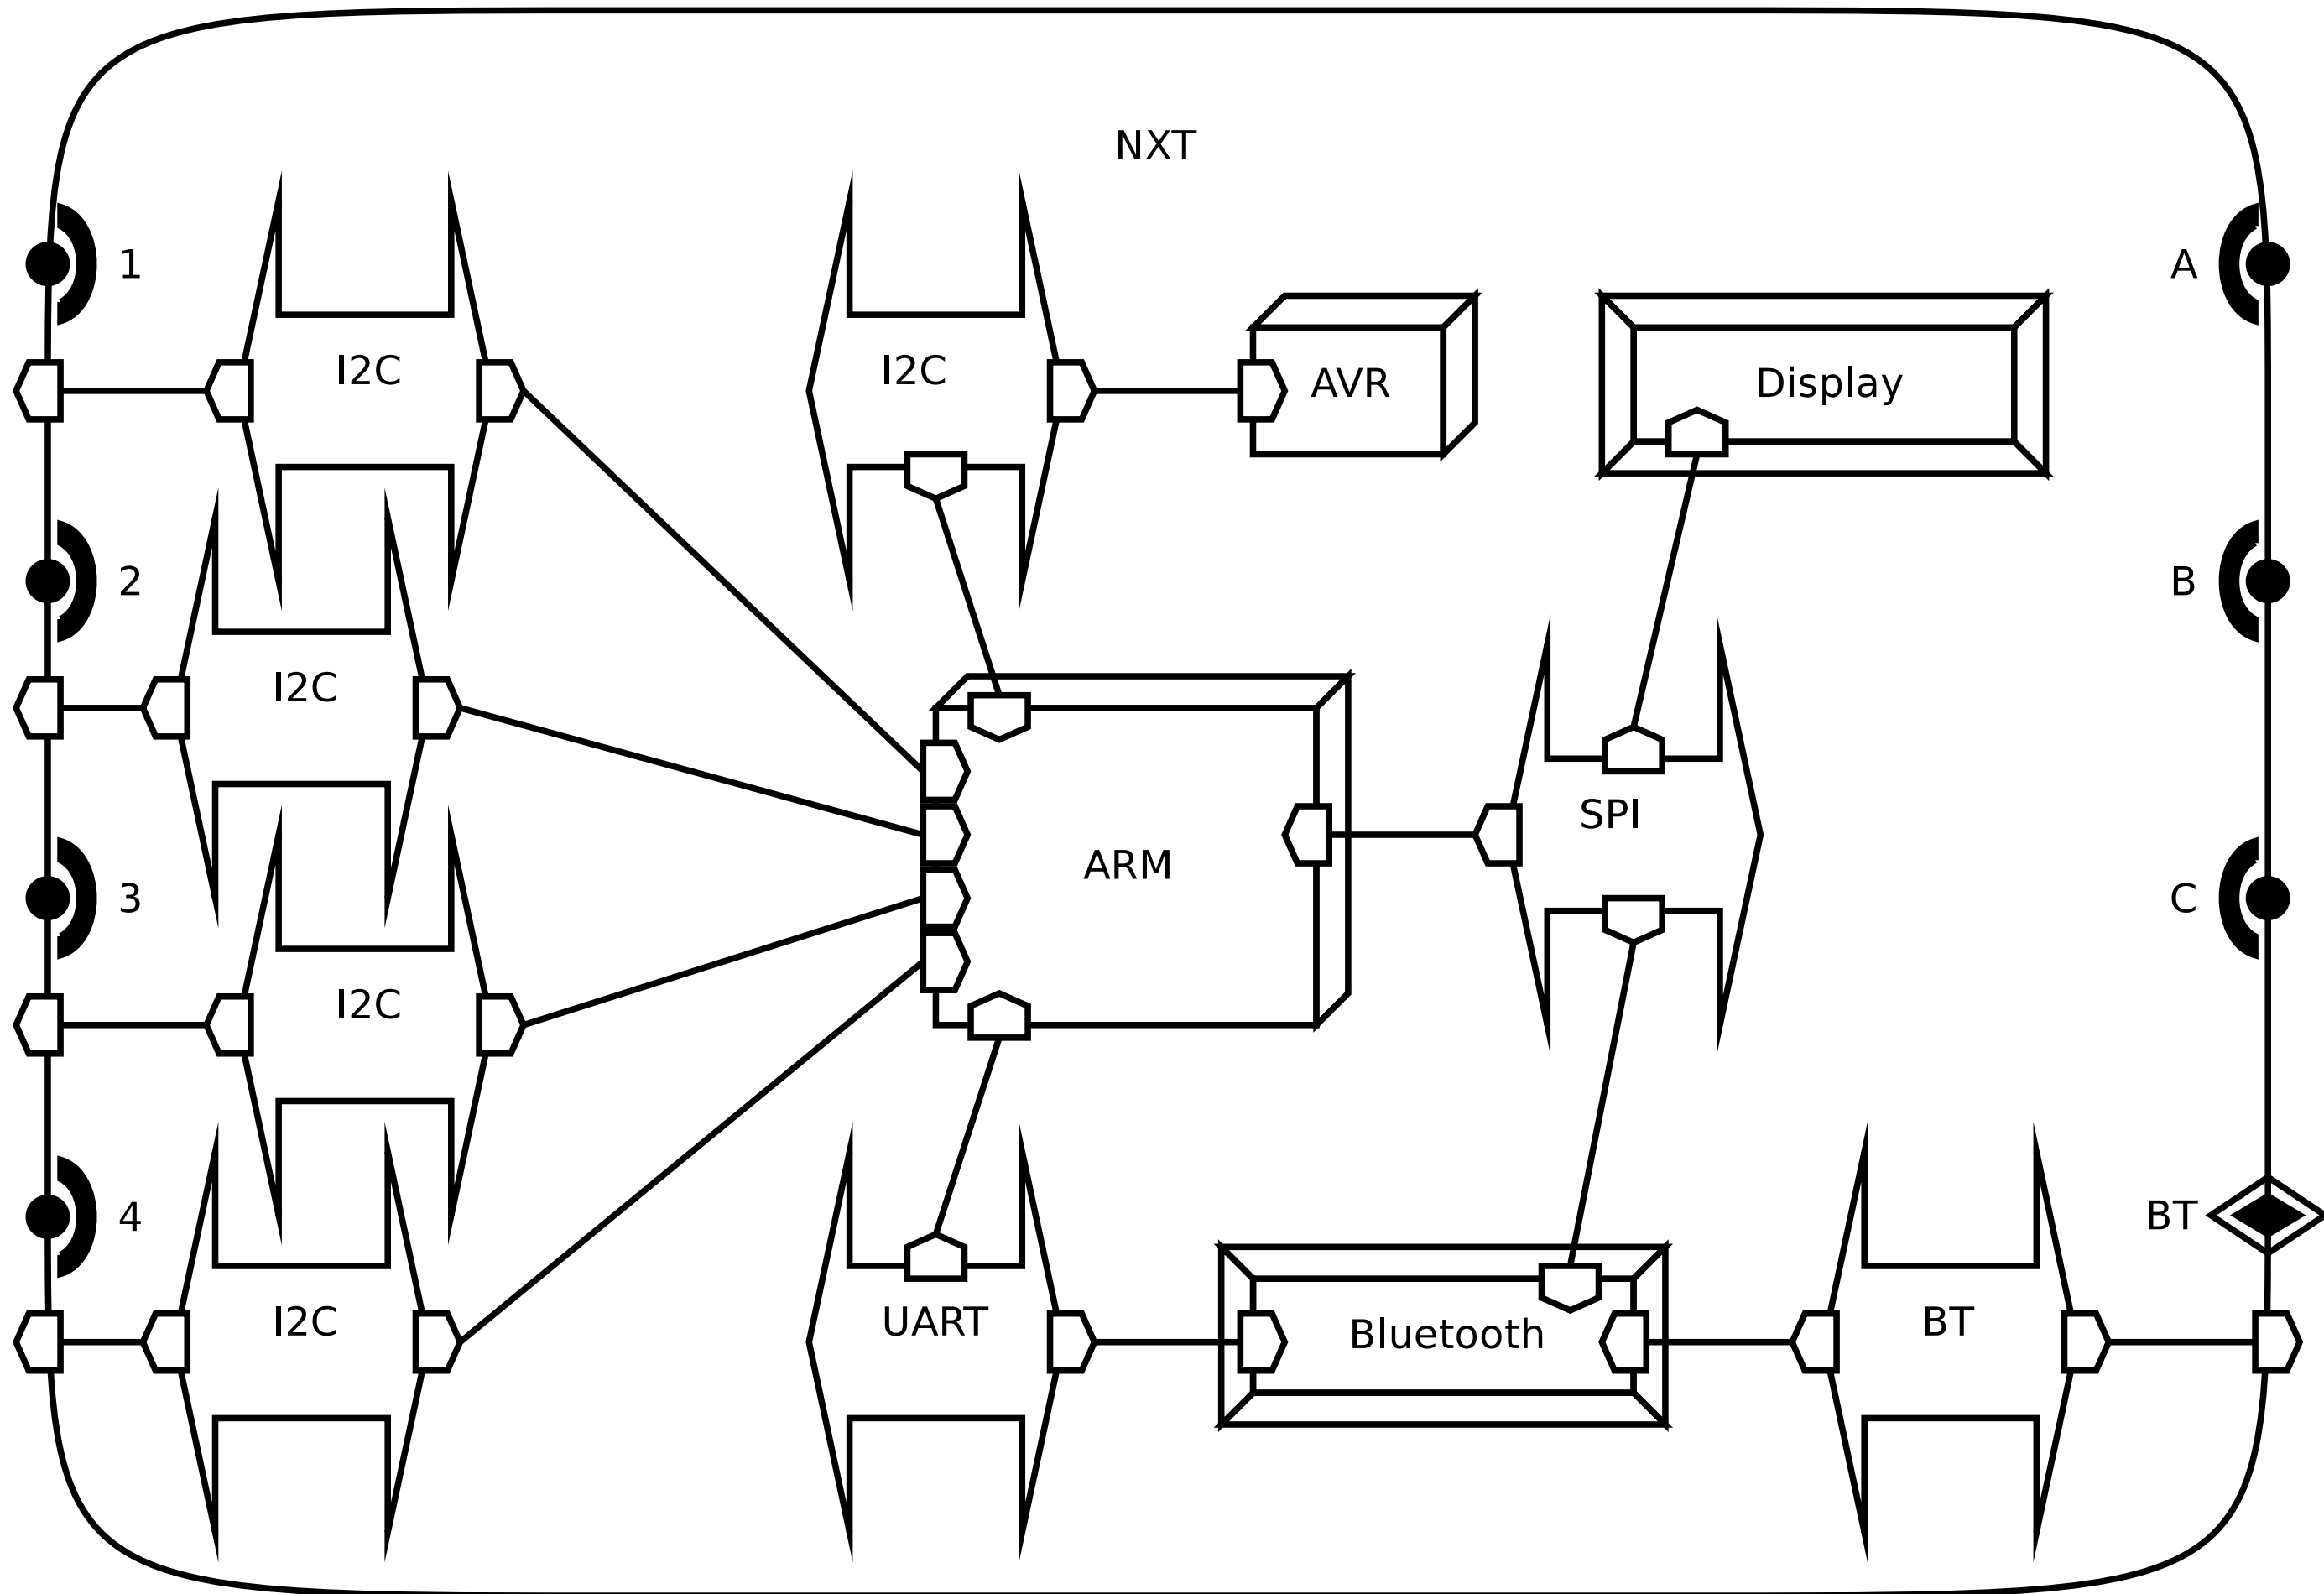 NXT
1
I2C
I2C
AVR
Display
A
2
I2C
B
SPI
ARM
3
C
I2C
4
BT
I2C
UART
Bluetooth
BT